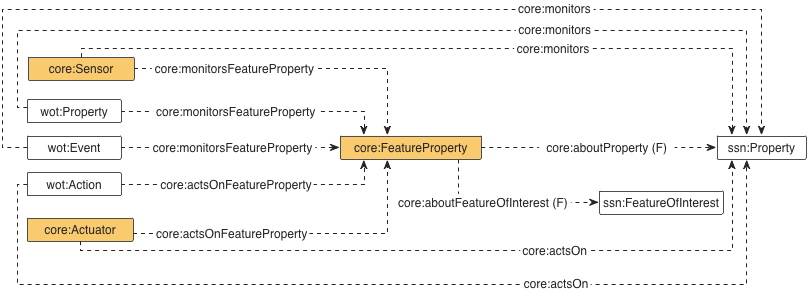 core:monitors
core:monitors
core:monitors
core:Sensor
core:monitorsFeatureProperty
wot:Property
core:monitorsFeatureProperty
wot:Event
core:monitorsFeatureProperty
core:FeatureProperty
core:aboutProperty (F)
ssn:Property
wot:Action
core:actsOnFeatureProperty
core:aboutFeatureOfInterest (F)
ssn:FeatureOfInterest
core:Actuator
core:actsOnFeatureProperty
core:actsOn
core:actsOn